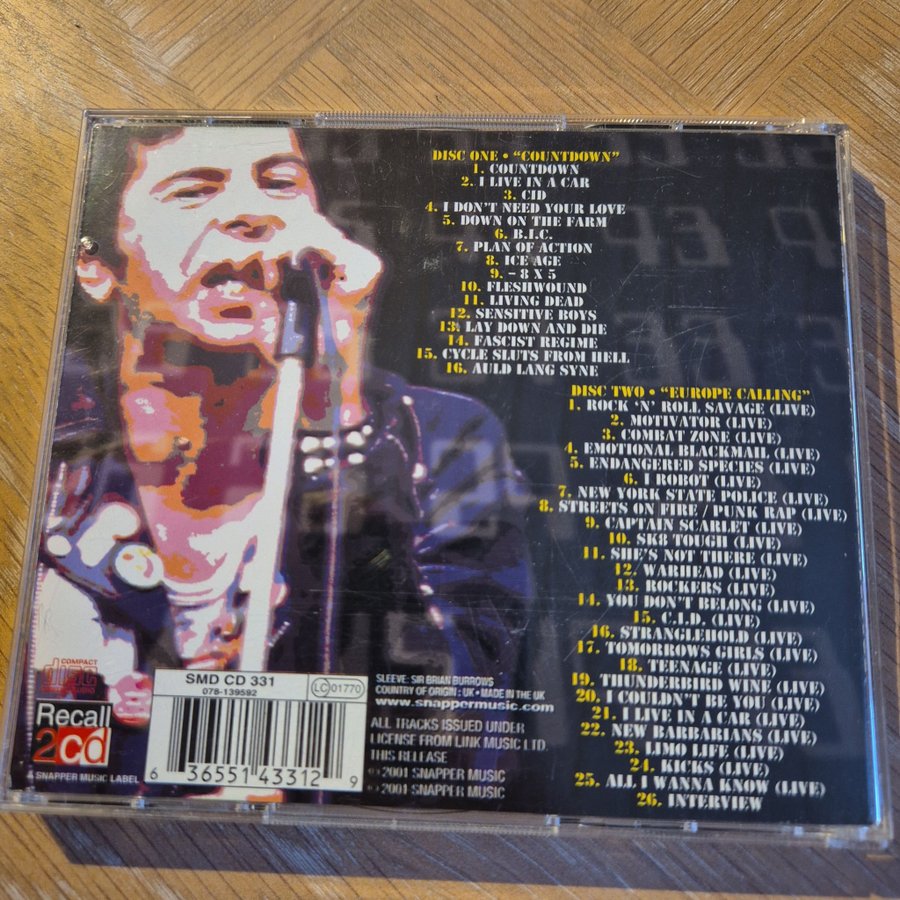 DISC ONE • "COUNTDOWN"
1. COUNTDOWN
2. I LIVE IN A CAR
3. CID
4. I DON'T NEED YOUR LOVE
5. DOWN ON THE FARM
6. B.I.C.
7. PLAN OF ACTION
8. ICE AGE
9. – 8 X 5
10. FLESHWOUND
11. LIVING DEAD
12. SENSITIVE BOYS
13. LAY DOWN AND DIE
14. FASCIST REGIME
15. CYCLE SLUTS FROM HELL
16. AULD LANG SYNE
DISC TWO • "EUROPE CALLING"
1. ROCK 'N' ROLL SAVAGE (LIVE)
2. MOTIVATOR (LIVE)
3. COMBAT ZONE (LIVE)
4. EMOTIONAL BLACKMAIL (LIVE)
5. ENDANGERED SPECIES (LIVE)
6. I ROBOT (LIVE)
7. NEW YORK STATE POLICE (LIVE)
8. STREETS ON FIRE / PUNK RAP (LIVE)
9. CAPTAIN SCARLET (LIVE)
10. SK8 TOUGH (LIVE)
11. SHE'S NOT THERE (LIVE)
12. WARHEAD (LIVE)
13. ROCKERS (LIVE)
14. YOU DON'T BELONG (LIVE)
15. C.I.D. (LIVE)
16. STRANGLEHOLD (LIVE)
17. TOMORROWS GIRLS (LIVE)
18. TEENAGE (LIVE)
19. THUNDERBIRD WINE (LIVE)
20. I COULDN'T BE YOU (LIVE)
21. I LIVE IN A CAR (LIVE)
22. NEW BARBARIANS (LIVE)
23. LIMO LIFE (LIVE)
24. KICKS (LIVE)
25. ALL I WANNA KNOW (LIVE)
26. INTERVIEW
COMPACT
disc
AUDIO
Recall
2cd
A SNAPPER MUSIC LABEL
SMD CD 331
078-139592
LC 01770
6 36551 43312 9
SLEEVE: SIR BRIAN BURROWS
COUNTRY OF ORIGIN : UK • MADE IN THE UK
www.snappermusic.com
ALL TRACKS ISSUED UNDER
LICENSE FROM LINK MUSIC LTD
THIS RELEASE
℗ 2001 SNAPPER MUSIC
© 2001 SNAPPER MUSIC